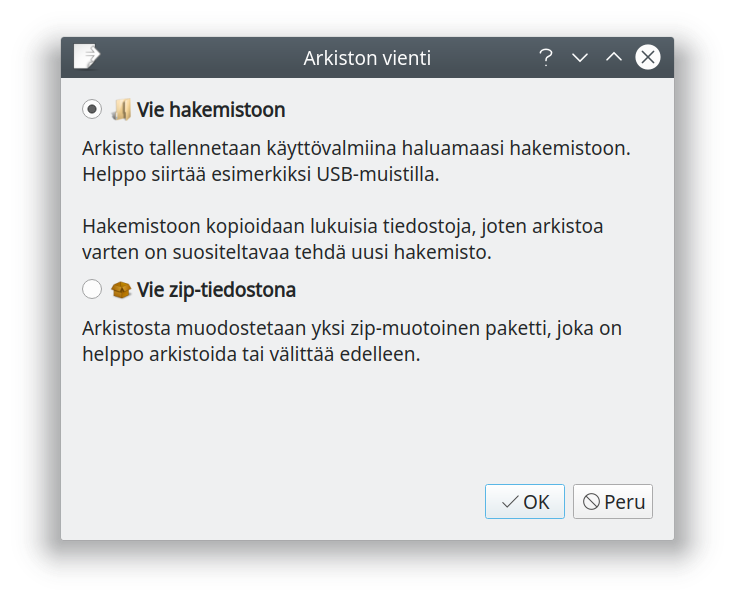 Arkiston vienti
Vie hakemistoon
Arkisto tallennetaan käyttövalmiina haluamaasi hakemistoon.
Helppo siirtää esimerkiksi USB-muistilla.
Hakemistoon kopioidaan lukuisia tiedostoja, joten arkistoa
varten on suositeltavaa tehdä uusi hakemisto.
Vie zip-tiedostona
Arkistosta muodostetaan yksi zip-muotoinen paketti, joka on
helppo arkistoida tai välittää edelleen.
OK Peru